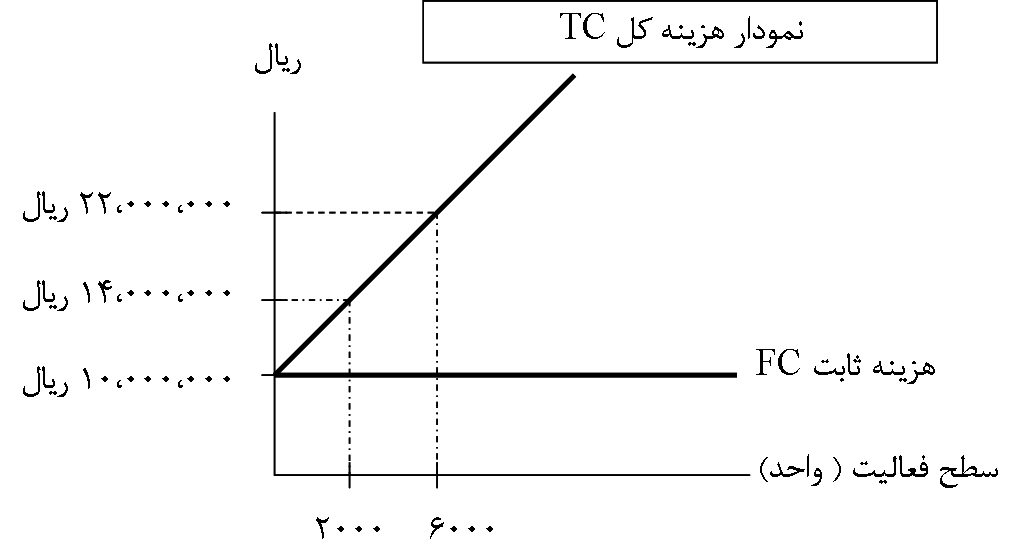 نمودار هزینه کل TC
ریال
۲۲،۰۰۰،۰۰۰ ریال
۱۴،۰۰۰،۰۰۰ ریال
۱۰،۰۰۰،۰۰۰ ریال
هزینه ثابت FC
سطح فعالیت ( واحد)
۲۰۰۰
۶۰۰۰